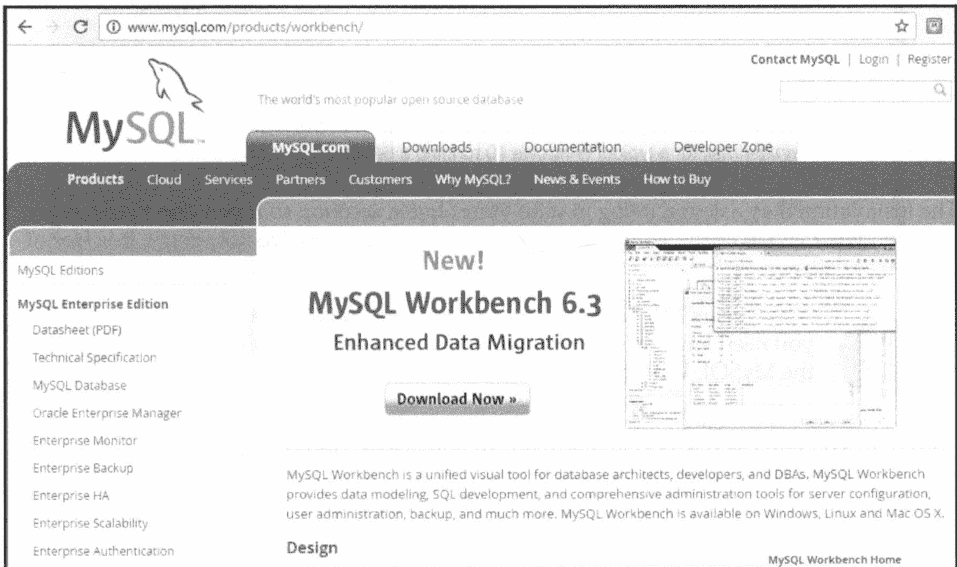 www.mysql.com/products/workbench/
Contact MySQL | Login | Register
MySQL™
The world's most popular open source database
MySQL.com Downloads Documentation Developer Zone
Products Cloud Services Partners Customers Why MySQL? News & Events How to Buy
MySQL Editions
MySQL Enterprise Edition
Datasheet (PDF)
Technical Specification
MySQL Database
Oracle Enterprise Manager
Enterprise Monitor
Enterprise Backup
Enterprise HA
Enterprise Scalability
Enterprise Authentication
New!
MySQL Workbench 6.3
Enhanced Data Migration
Download Now »
MySQL Workbench is a unified visual tool for database architects, developers, and DBAs. MySQL Workbench
provides data modeling, SQL development, and comprehensive administration tools for server configuration,
user administration, backup, and much more. MySQL Workbench is available on Windows, Linux and Mac OS X.
Design
MySQL Workbench Home